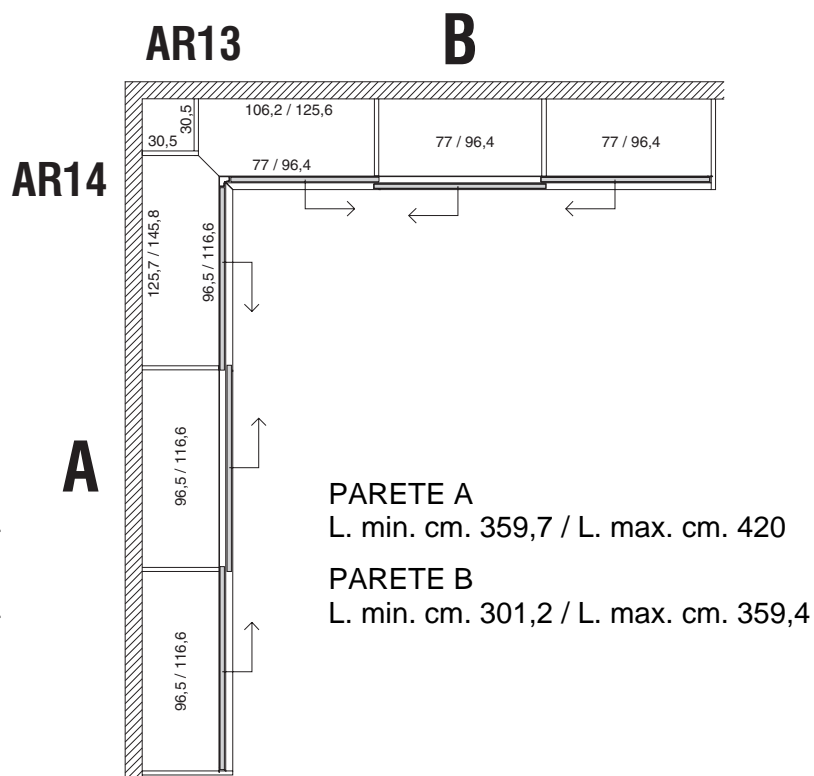 AR13
B
30,5
30,5
106,2 / 125,6
77 / 96,4
77 / 96,4
77 / 96,4
AR14
125,7 / 145,8
96,5 / 116,6
A
96,5 / 116,6
96,5 / 116,6
PARETE A
L. min. cm. 359,7 / L. max. cm. 420
PARETE B
L. min. cm. 301,2 / L. max. cm. 359,4